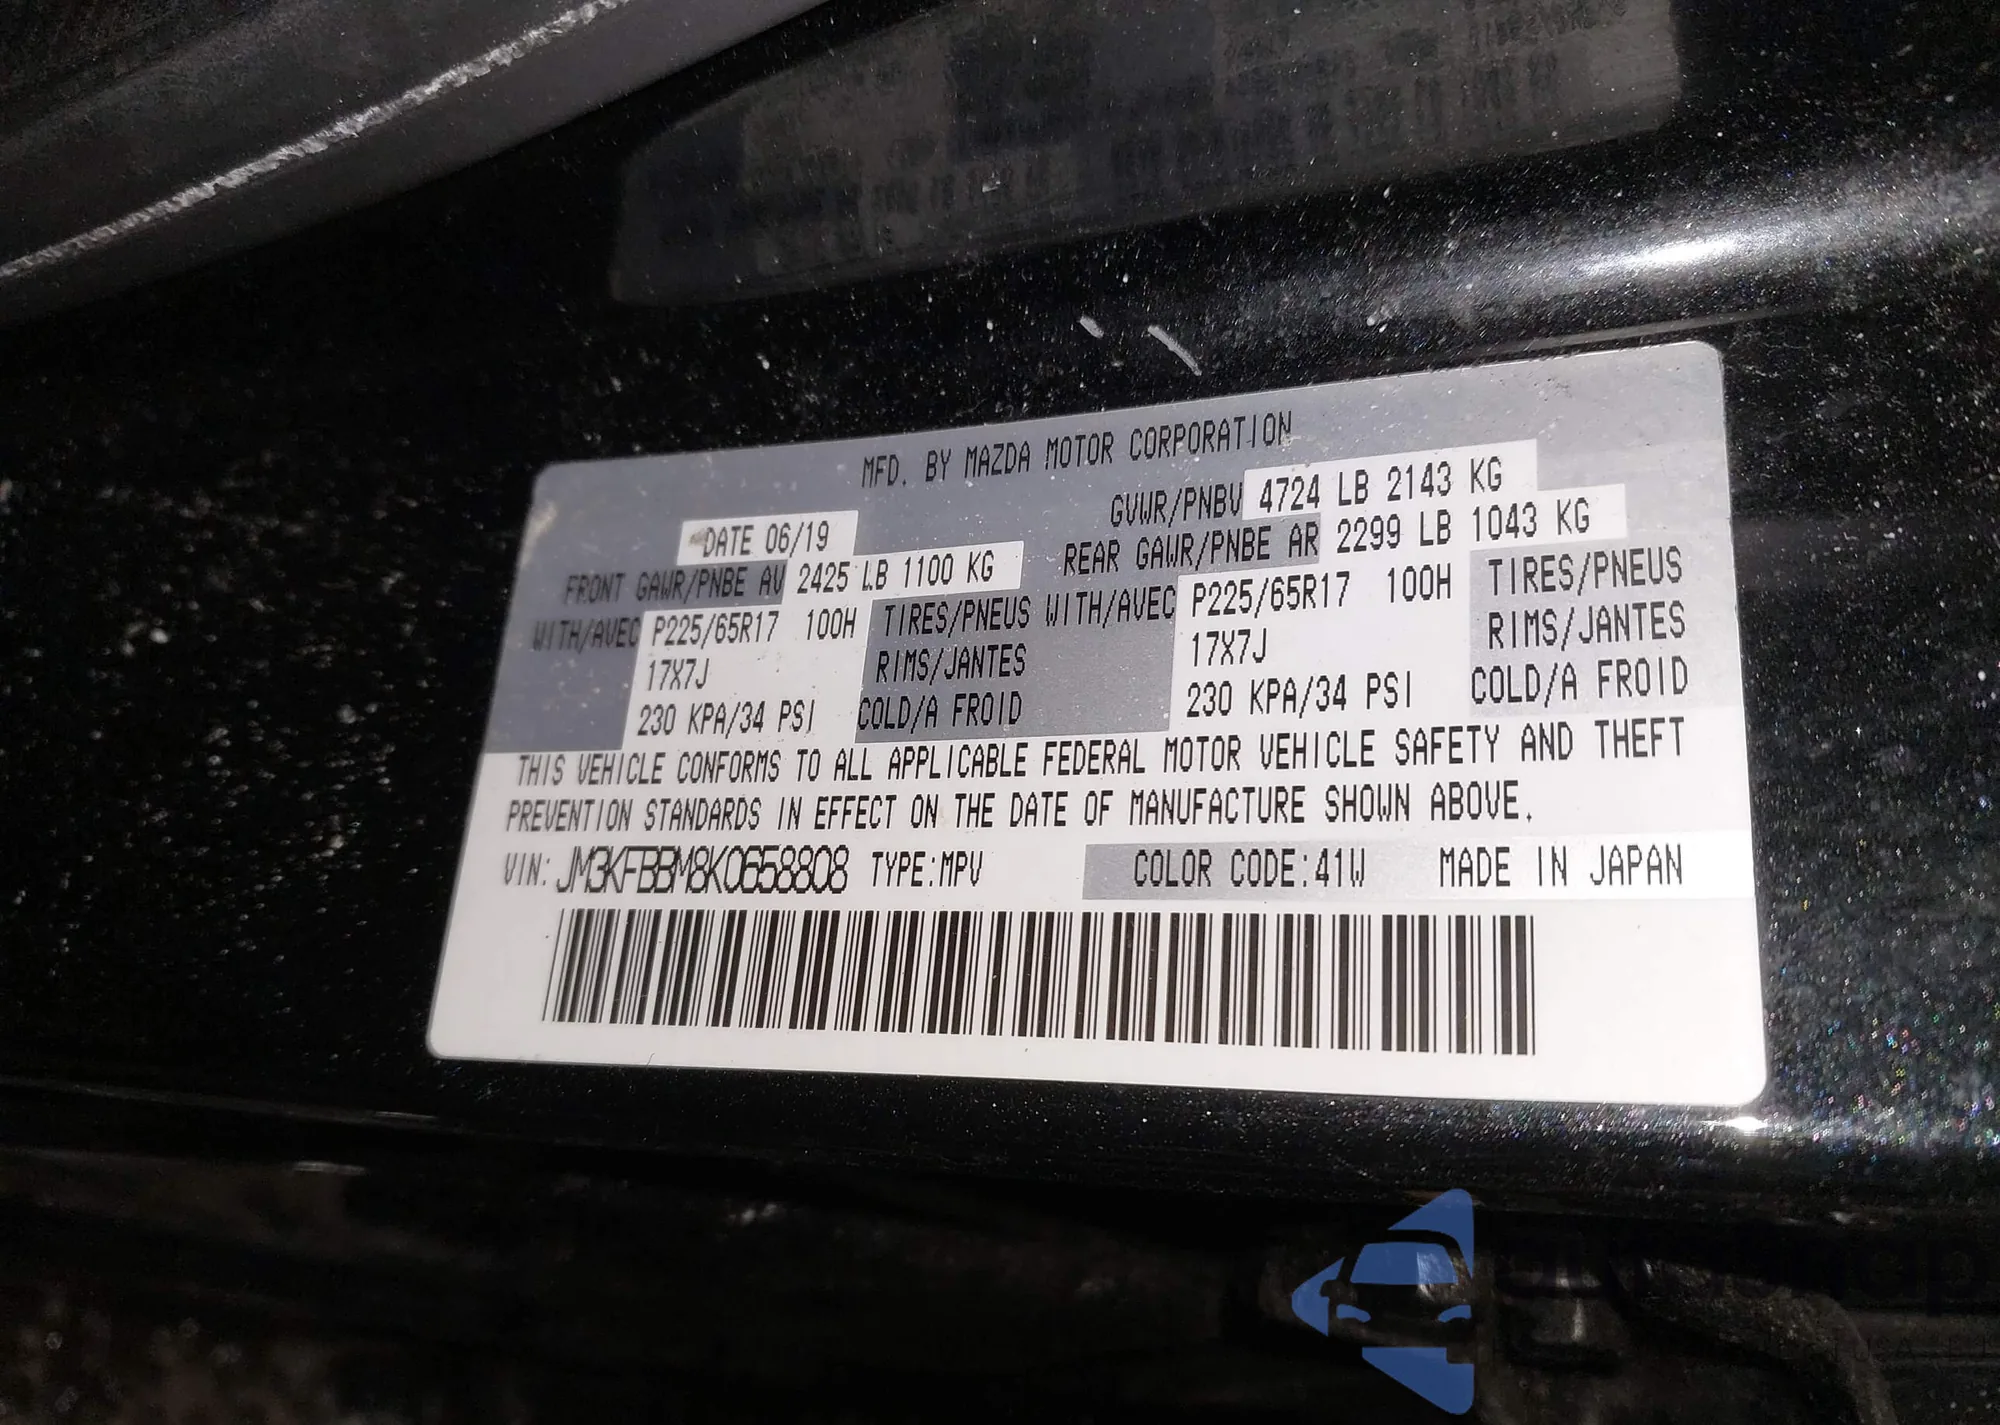 MFD. BY MAZDA MOTOR CORPORATION
GVWR/PNBV 4724 LB 2143 KG
DATE 06/19
REAR GAWR/PNBE AR 2299 LB 1043 KG
FRONT GAWR/PNBE AV 2425 LB 1100 KG
WITH/AVEC P225/65R17 100H TIRES/PNEUS WITH/AVEC P225/65R17 100H TIRES/PNEUS
17X7J RIMS/JANTES 17X7J RIMS/JANTES
230 KPA/34 PSI COLD/A FROID 230 KPA/34 PSI COLD/A FROID
THIS VEHICLE CONFORMS TO ALL APPLICABLE FEDERAL MOTOR VEHICLE SAFETY AND THEFT
PREVENTION STANDARDS IN EFFECT ON THE DATE OF MANUFACTURE SHOWN ABOVE.
VIN: JM3KFBBM8K0658808 TYPE:MPV COLOR CODE:41W MADE IN JAPAN